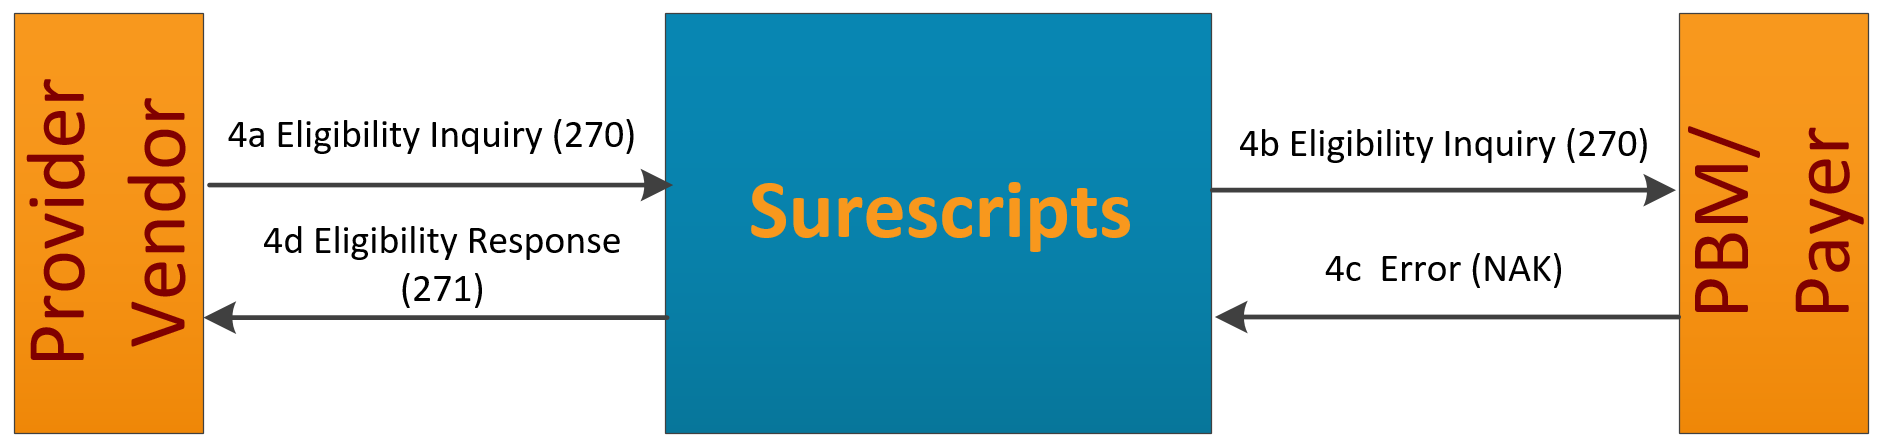 Provider
Vendor
4a Eligibility Inquiry (270)
4d Eligibility Response
(271)
Surescripts
4b Eligibility Inquiry (270)
4c  Error (NAK)
PBM/
Payer